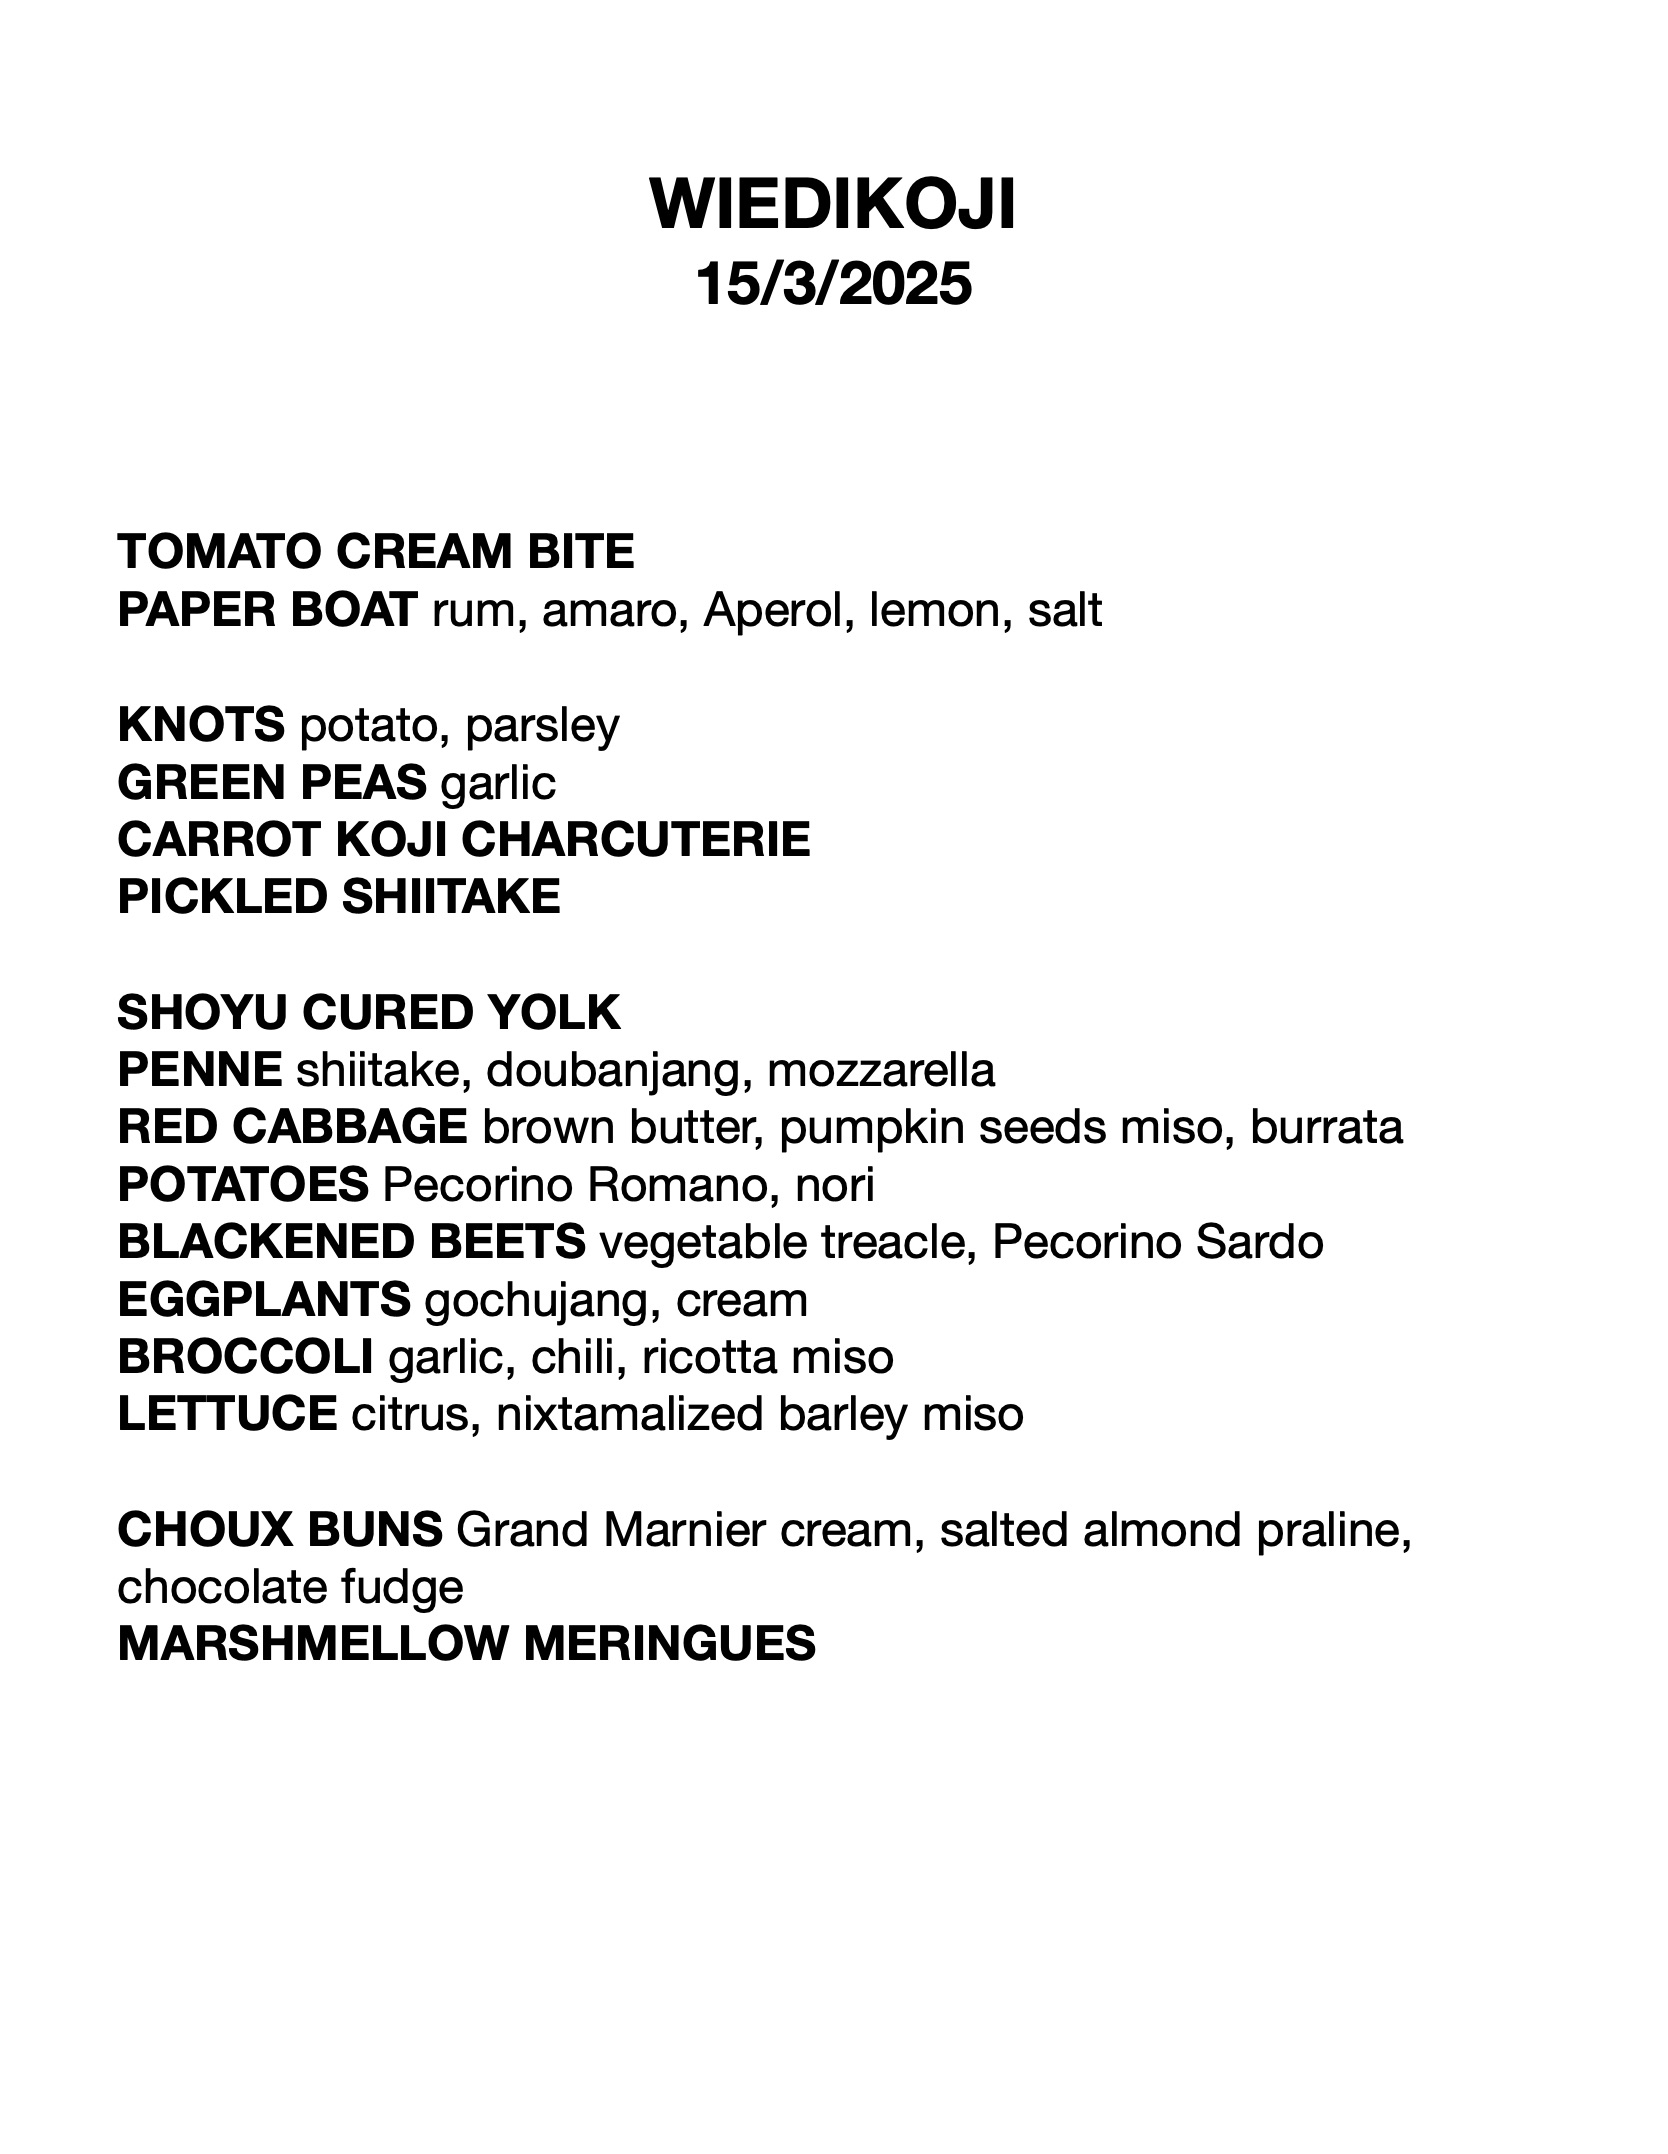 WIEDIKOJI
15/3/2025
TOMATO CREAM BITE
PAPER BOAT rum, amaro, Aperol, lemon, salt
KNOTS potato, parsley
GREEN PEAS garlic
CARROT KOJI CHARCUTERIE
PICKLED SHIITAKE
SHOYU CURED YOLK
PENNE shiitake, doubanjang, mozzarella
RED CABBAGE brown butter, pumpkin seeds miso, burrata
POTATOES Pecorino Romano, nori
BLACKENED BEETS vegetable treacle, Pecorino Sardo
EGGPLANTS gochujang, cream
BROCCOLI garlic, chili, ricotta miso
LETTUCE citrus, nixtamalized barley miso
CHOUX BUNS Grand Marnier cream, salted almond praline,
chocolate fudge
MARSHMELLOW MERINGUES